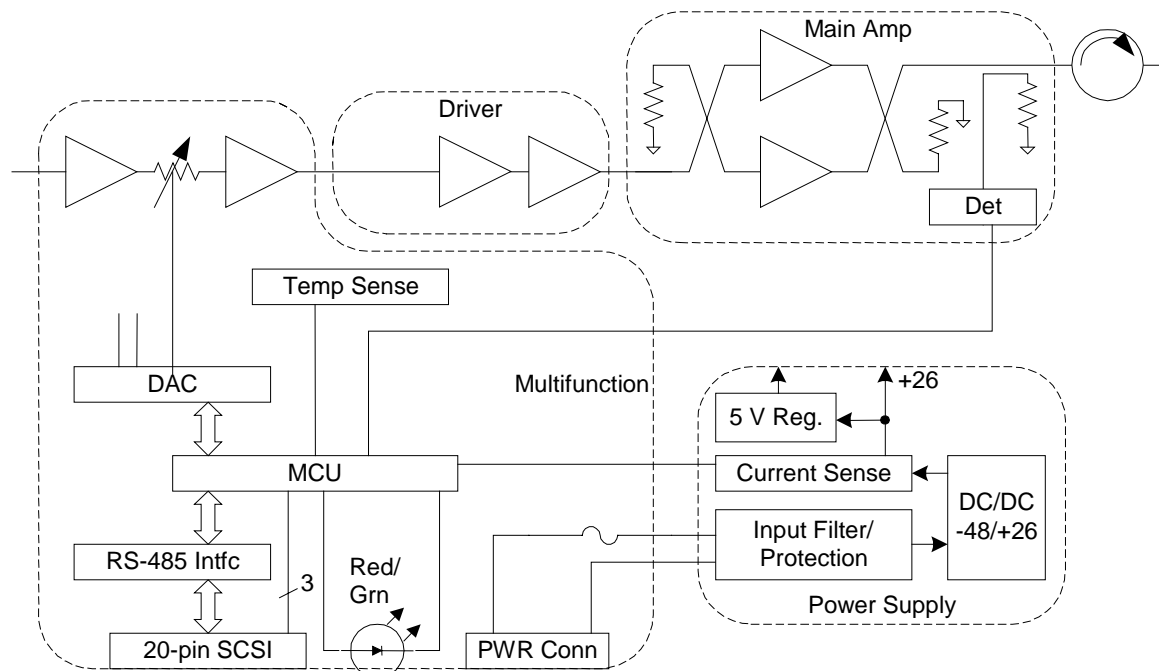 Main Amp
Driver
Det
Temp Sense
DAC
Multifunction
+26
5 V Reg.
MCU
Current Sense
DC/DC
-48/+26
Input Filter/
Protection
RS-485 Intfc
Red/
Grn
3
Power Supply
20-pin SCSI
PWR Conn